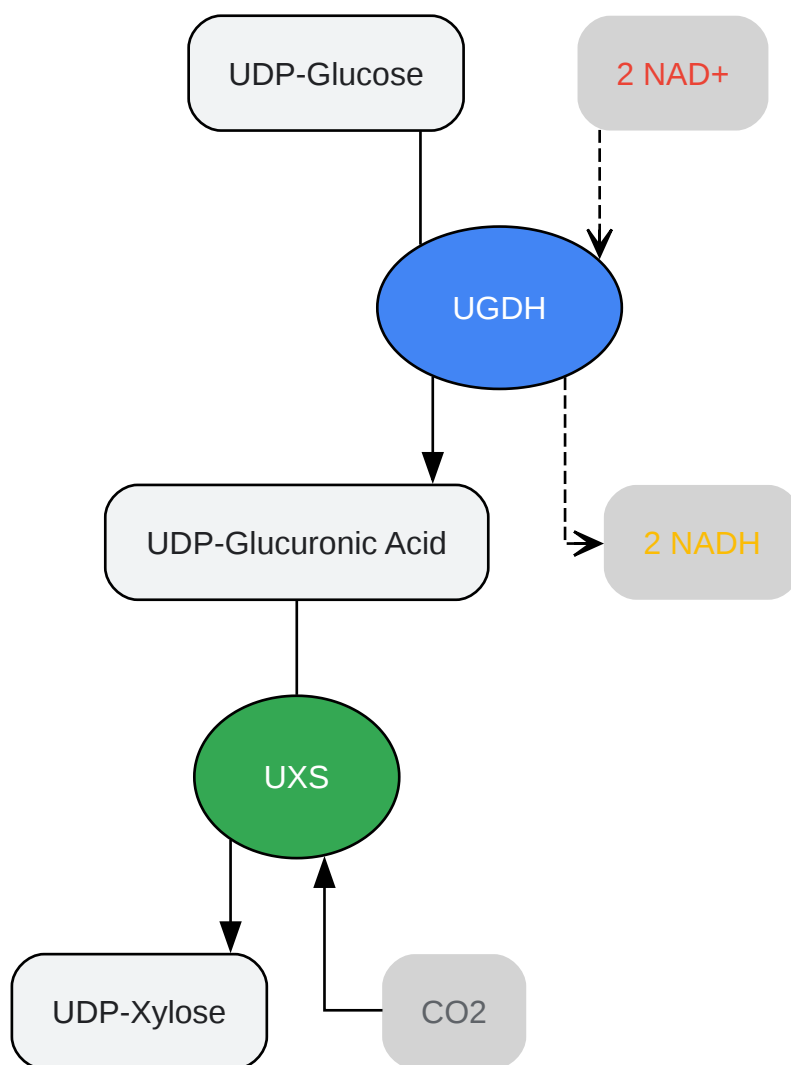 UDP-Glucose
2 NAD+
UGDH
UDP-Glucuronic Acid
2 NADH
UXS
UDP-Xylose
CO2